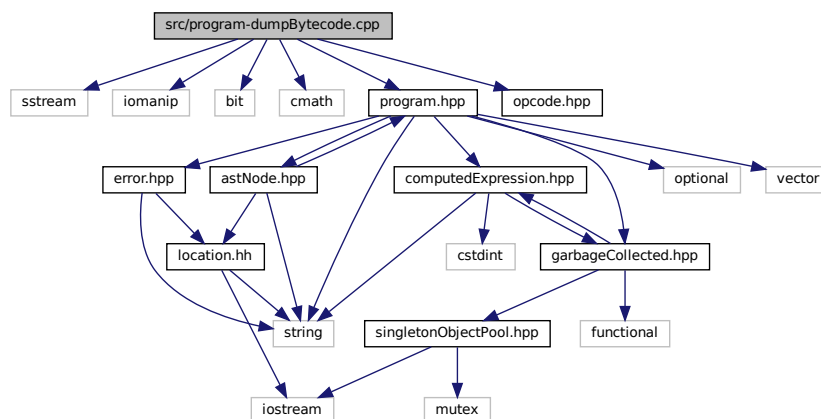 src/program-dumpBytecode.cpp
sstream
iomanip
bit
cmath
program.hpp
opcode.hpp
error.hpp
astNode.hpp
computedExpression.hpp
optional
vector
location.hh
cstdint
garbageCollected.hpp
string
singletonObjectPool.hpp
functional
iostream
mutex